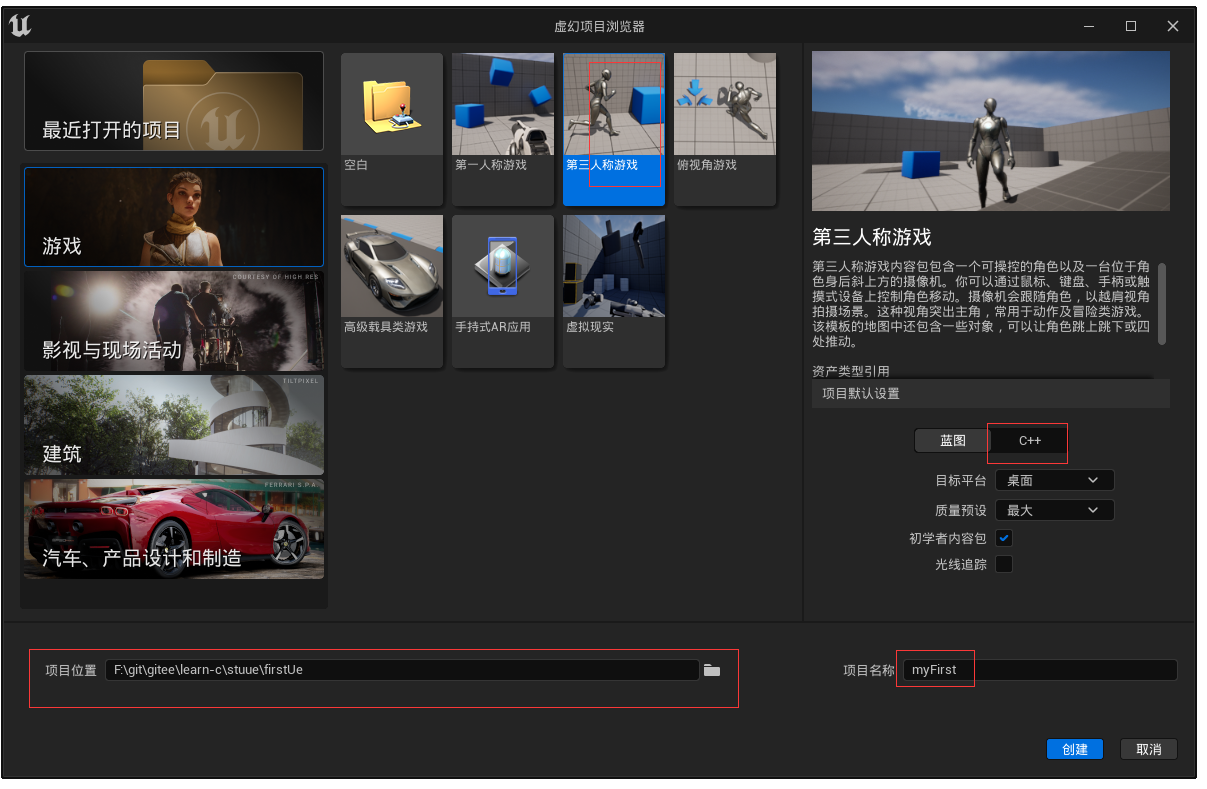 虚幻项目浏览器
最近打开的项目
游戏
COURTESY OF HIGH RES
影视与现场活动
TILTPIXEL
建筑
FERRARI S.P.A
汽车、产品设计和制造
空白
第一人称游戏
第三人称游戏
俯视角游戏
高级载具类游戏
手持式AR应用
虚拟现实
第三人称游戏
第三人称游戏内容包包含一个可操控的角色以及一台位于角
色身后斜上方的摄像机。你可以通过鼠标、键盘、手柄或触
摸式设备上控制角色移动。摄像机会跟随角色，以越肩视角
拍摄场景。这种视角突出主角，常用于动作及冒险类游戏。
该模板的地图中还包含一些对象，可以让角色跳上跳下或四
处推动。
资产类型引用
项目默认设置
蓝图 C++
目标平台 桌面
质量预设 最大
初学者内容包
光线追踪
项目位置 F:\git\gitee\learn-c\stuue\firstUe
项目名称 myFirst
创建 取消